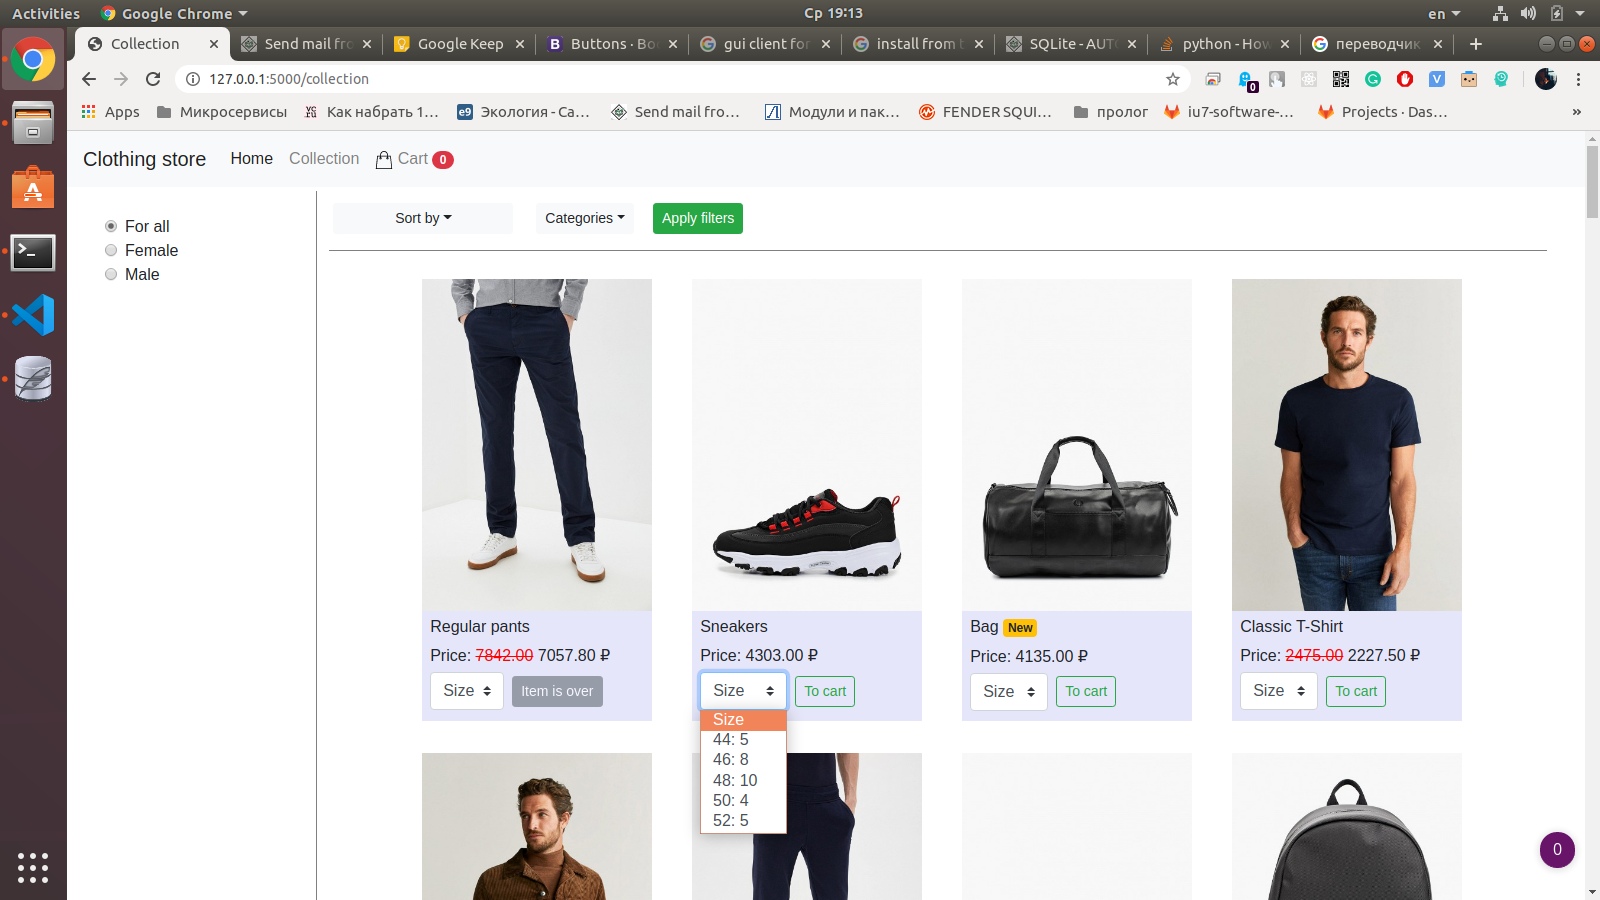 Activities Google Chrome Ср 19:13 en
Collection Send mail fro Google Keep Buttons · Bo gui client for install from t SQLite - AUTO python - How переводчик
127.0.0.1:5000/collection 0
Apps Микросервисы Как набрать 1... Экология - Са... Send mail fro... Модули и пак... FENDER SQUI... пролог iu7-software-... Projects · Das... »
Clothing store Home Collection Cart 0
For all
Female
Male
Sort by Categories Apply filters
Regular pants
Price: 7842.00 7057.80 ₽
Size Item is over
Sneakers
Price: 4303.00 ₽
Size To cart
Size
44: 5
46: 8
48: 10
50: 4
52: 5
Bag New
Price: 4135.00 ₽
Size To cart
Classic T-Shirt
Price: 2475.00 2227.50 ₽
Size To cart
0